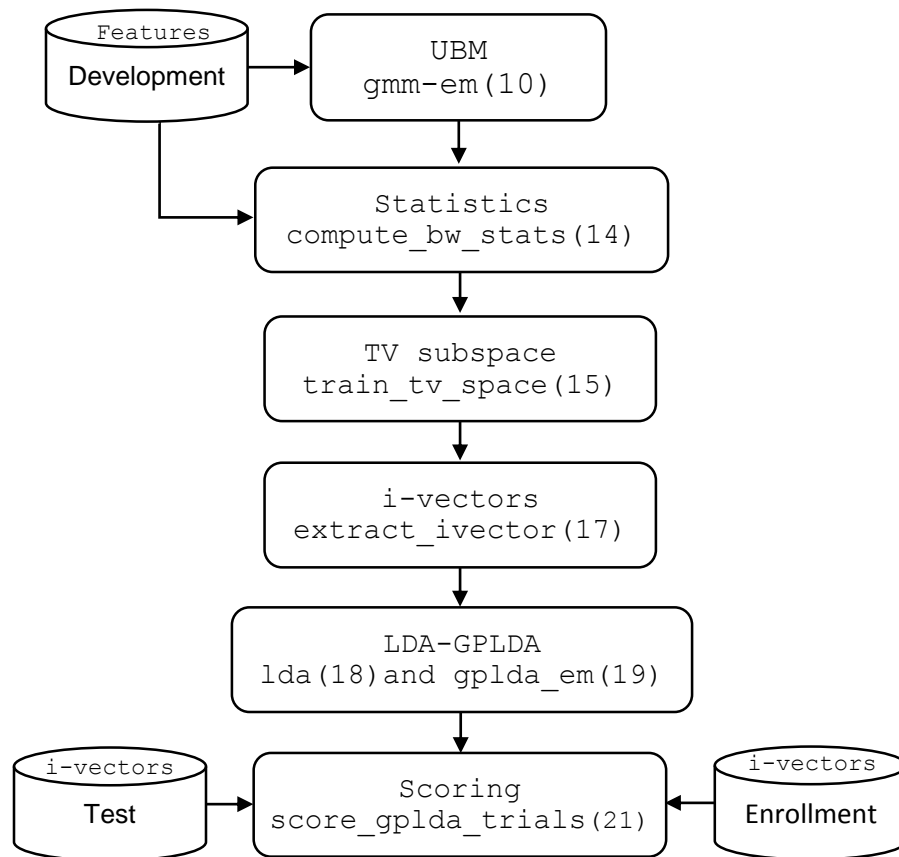 Features
Development
UBM
gmm-em(10)
Statistics
compute_bw_stats(14)
TV subspace
train_tv_space(15)
i-vectors
extract_ivector(17)
LDA-GPLDA
lda(18)and gplda_em(19)
i-vectors
Test
Scoring
score_gplda_trials(21)
i-vectors
Enrollment